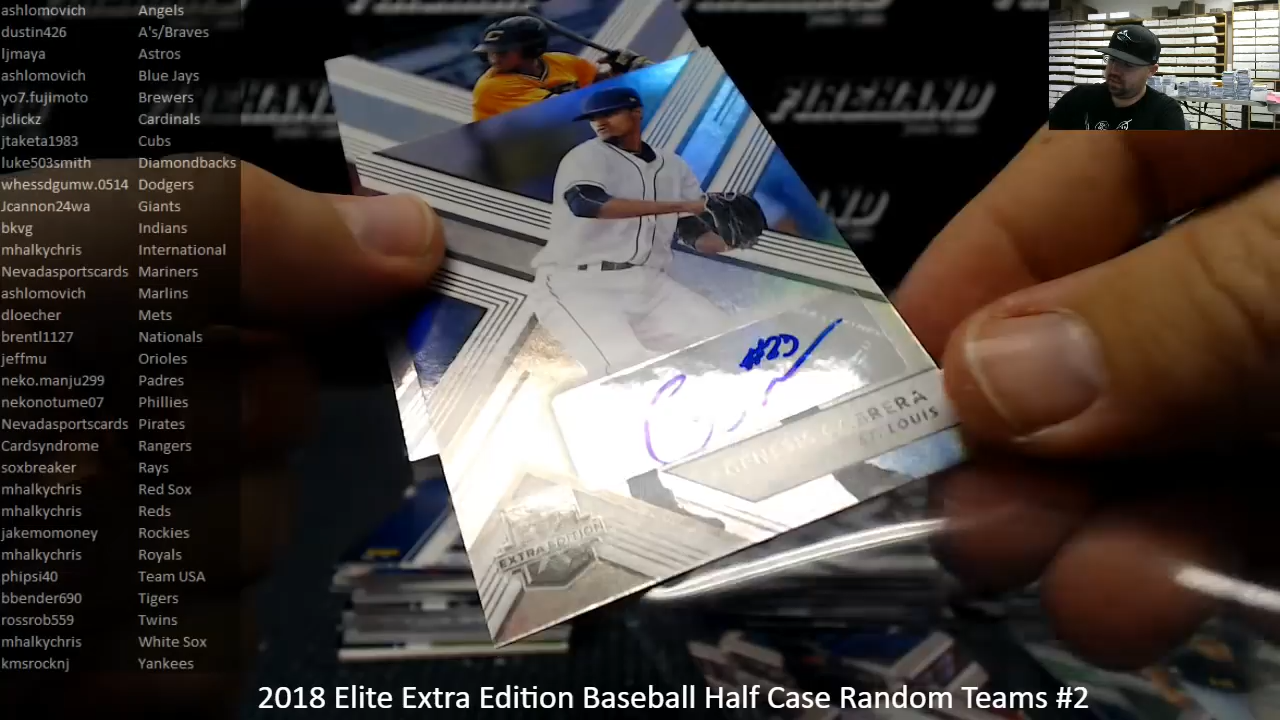 ashlomovich Angels
dustin426 A's/Braves
ljmaya Astros
ashlomovich Blue Jays
yo7.fujimoto Brewers
jclickz Cardinals
jtaketa1983 Cubs
luke503smith Diamondbacks
whessdgumw.0514 Dodgers
Jcannon24wa Giants
bkvg Indians
mhalkychris International
Nevadasportscards Mariners
ashlomovich Marlins
dloecher Mets
brentl1127 Nationals
jeffmu Orioles
neko.manju299 Padres
nekonotume07 Phillies
Nevadasportscards Pirates
Cardsyndrome Rangers
soxbreaker Rays
mhalkychris Red Sox
mhalkychris Reds
jakemomoney Rockies
mhalkychris Royals
phipsi40 Team USA
bbender690 Tigers
rossrob559 Twins
mhalkychris White Sox
kmsrocknj Yankees
FIREHAND
#29
GENESIS CABRERA
ST. LOUIS
EXTRA EDITION
2018 Elite Extra Edition Baseball Half Case Random Teams #2